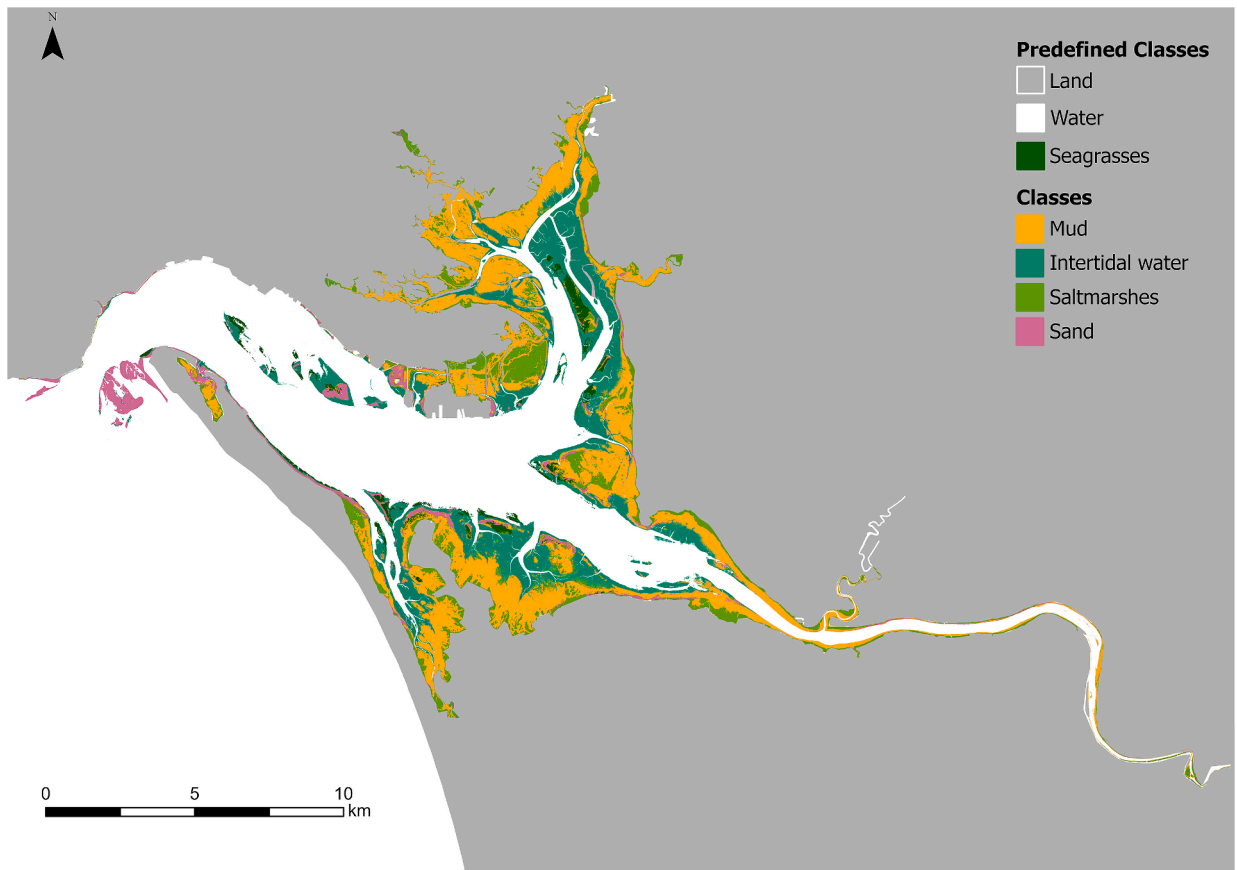 N
Predefined Classes
Land
Water
Seagrasses
Classes
Mud
Intertidal water
Saltmarshes
Sand
0 5 10
km